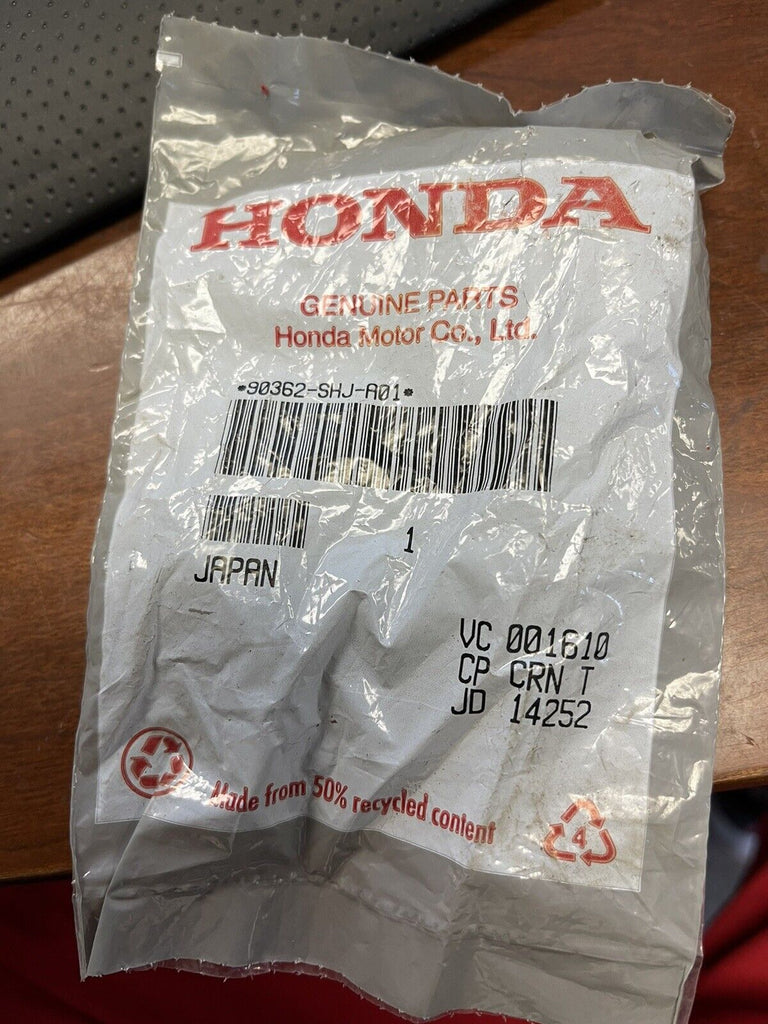 HONDA
GENUINE PARTS
Honda Motor Co., Ltd.
*90362-SHJ-A01*
1
JAPAN
VC 001610
CP CRN T
JD 14252
Made from 50% recycled content
4